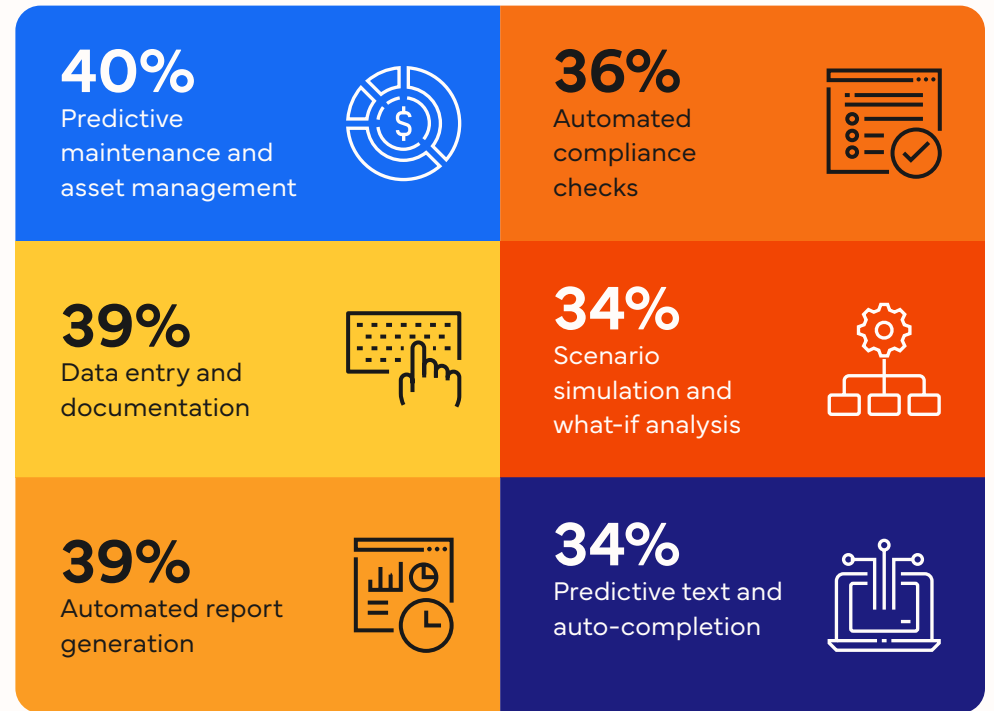 40%
Predictive
maintenance and
asset management
$
39%
Data entry and
documentation
39%
Automated report
generation
36%
Automated
compliance
checks
34%
Scenario
simulation and
what-if analysis
34%
Predictive text and
auto-completion